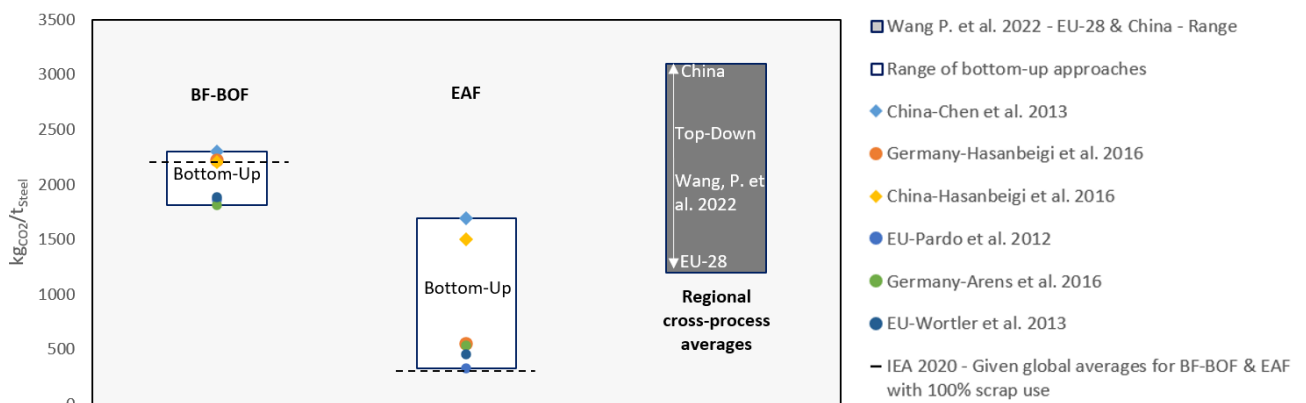 3500
3000
2500
2000
1500
1000
500
0
kgCO2/tSteel
BF-BOF
Bottom-Up
EAF
Bottom-Up
China
Top-Down
Wang, P. et
al. 2022
EU-28
Regional
cross-process
averages
Wang P. et al. 2022 - EU-28 & China - Range
Range of bottom-up approaches
China-Chen et al. 2013
Germany-Hasanbeigi et al. 2016
China-Hasanbeigi et al. 2016
EU-Pardo et al. 2012
Germany-Arens et al. 2016
EU-Wortler et al. 2013
IEA 2020 - Given global averages for BF-BOF & EAF
with 100% scrap use